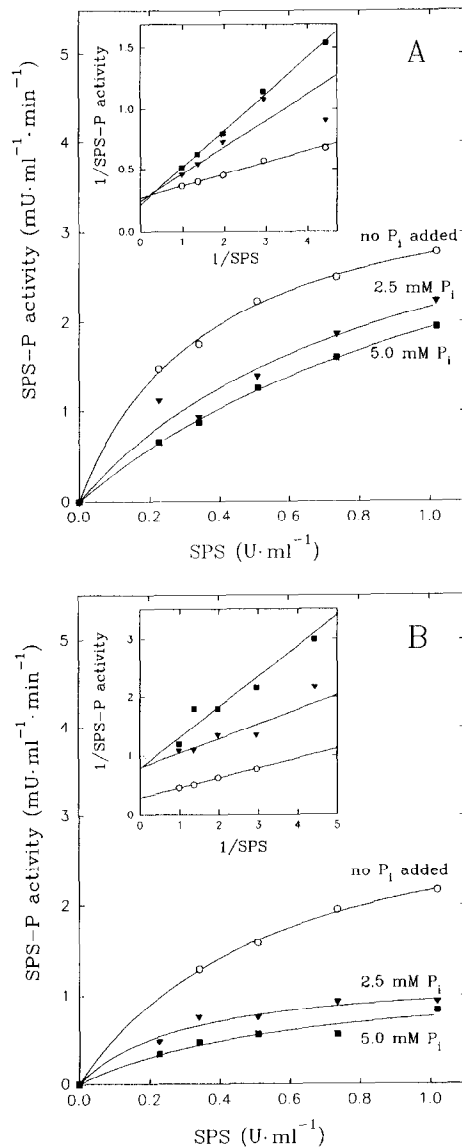 A
5
4
3
2
1
0
SPS-P activity (mU·ml⁻¹·min⁻¹)
1.5
1.0
0.5
0.0
1/SPS-P activity
0 1 2 3 4
1/SPS
no Pi added
2.5 mM Pi
5.0 mM Pi
0.0 0.2 0.4 0.6 0.8 1.0
SPS (U·ml⁻¹)
B
5
4
3
2
1
0
SPS-P activity (mU·ml⁻¹·min⁻¹)
3
2
1
0
1/SPS-P activity
0 1 2 3 4 5
1/SPS
no Pi added
2.5 mM Pi
5.0 mM Pi
0.0 0.2 0.4 0.6 0.8 1.0
SPS (U·ml⁻¹)